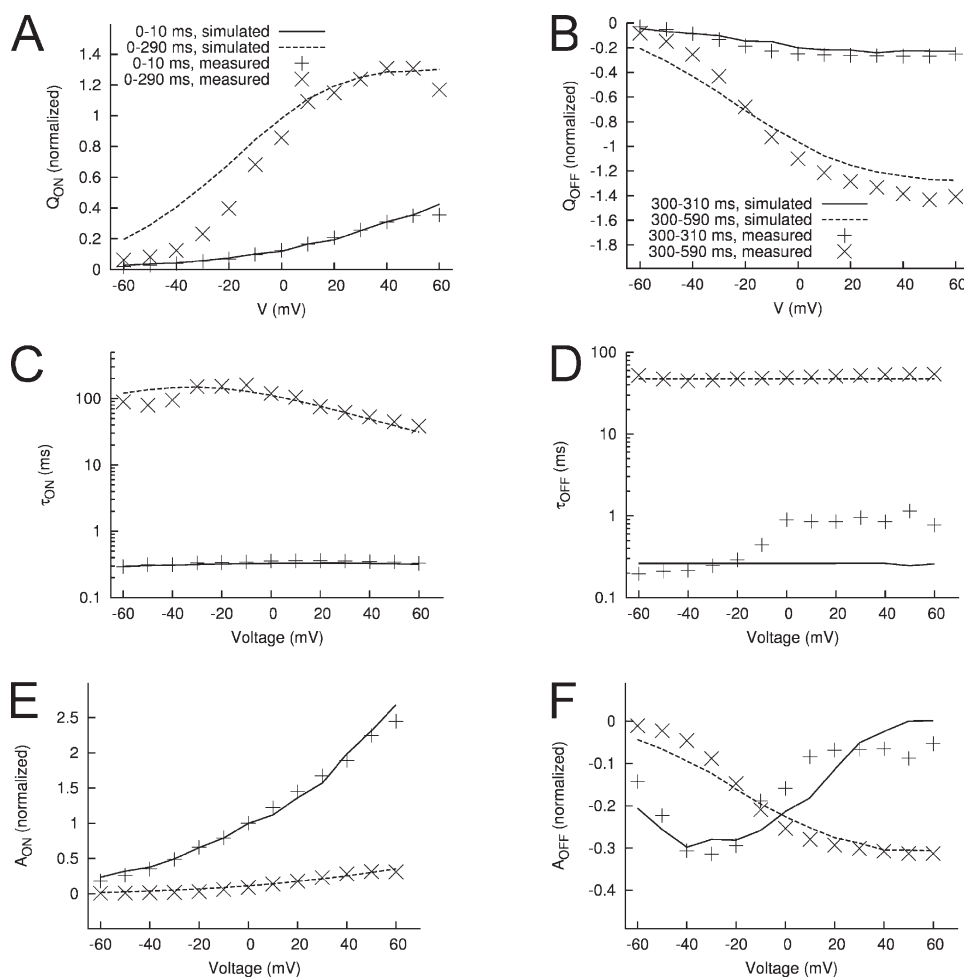 A
Q_ON (normalized)
1.4
1.2
1
0.8
0.6
0.4
0.2
0
0-10 ms, simulated
0-290 ms, simulated
0-10 ms, measured
0-290 ms, measured
-60 -40 -20 0 20 40 60
V (mV)
B
Q_OFF (normalized)
0
-0.2
-0.4
-0.6
-0.8
-1
-1.2
-1.4
-1.6
-1.8
300-310 ms, simulated
300-590 ms, simulated
300-310 ms, measured
300-590 ms, measured
-60 -40 -20 0 20 40 60
V (mV)
C
τ_ON (ms)
100
10
1
0.1
-60 -40 -20 0 20 40 60
Voltage (mV)
D
τ_OFF (ms)
100
10
1
0.1
-60 -40 -20 0 20 40 60
Voltage (mV)
E
A_ON (normalized)
2.5
2
1.5
1
0.5
0
-60 -40 -20 0 20 40 60
Voltage (mV)
F
A_OFF (normalized)
0
-0.1
-0.2
-0.3
-0.4
-60 -40 -20 0 20 40 60
Voltage (mV)